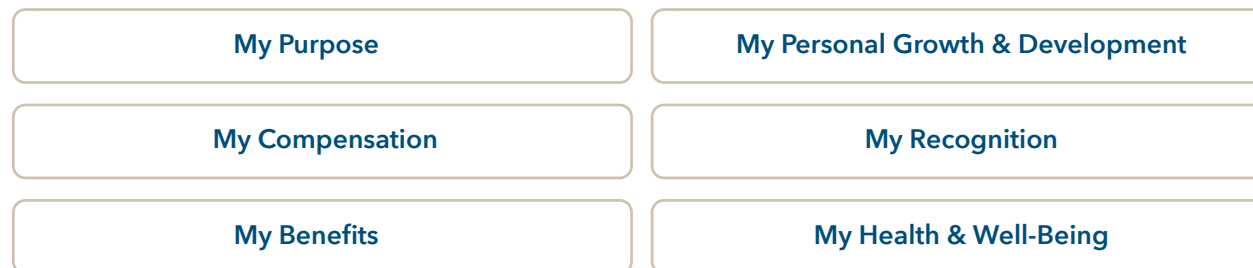 My Purpose
My Personal Growth & Development
My Compensation
My Recognition
My Benefits
My Health & Well-Being